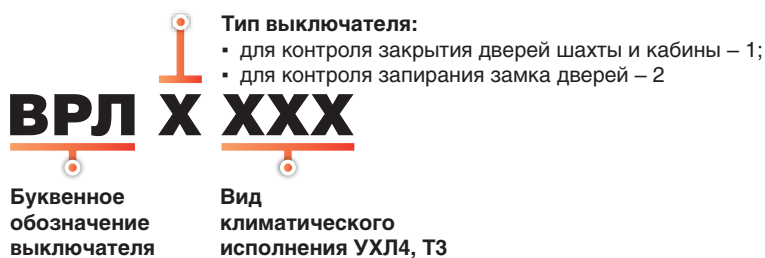 Тип выключателя:
▪ для контроля закрытия дверей шахты и кабины – 1;
▪ для контроля запирания замка дверей – 2
ВРЛ Х ХХХ
Буквенное
обозначение
выключателя
Вид
климатического
исполнения УХЛ4, Т3